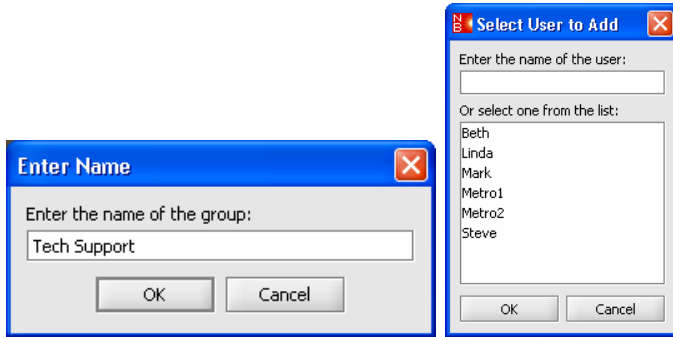 Enter Name
Enter the name of the group:
Tech Support
OK Cancel
NB Select User to Add
Enter the name of the user:
Or select one from the list:
Beth
Linda
Mark
Metro1
Metro2
Steve
OK Cancel